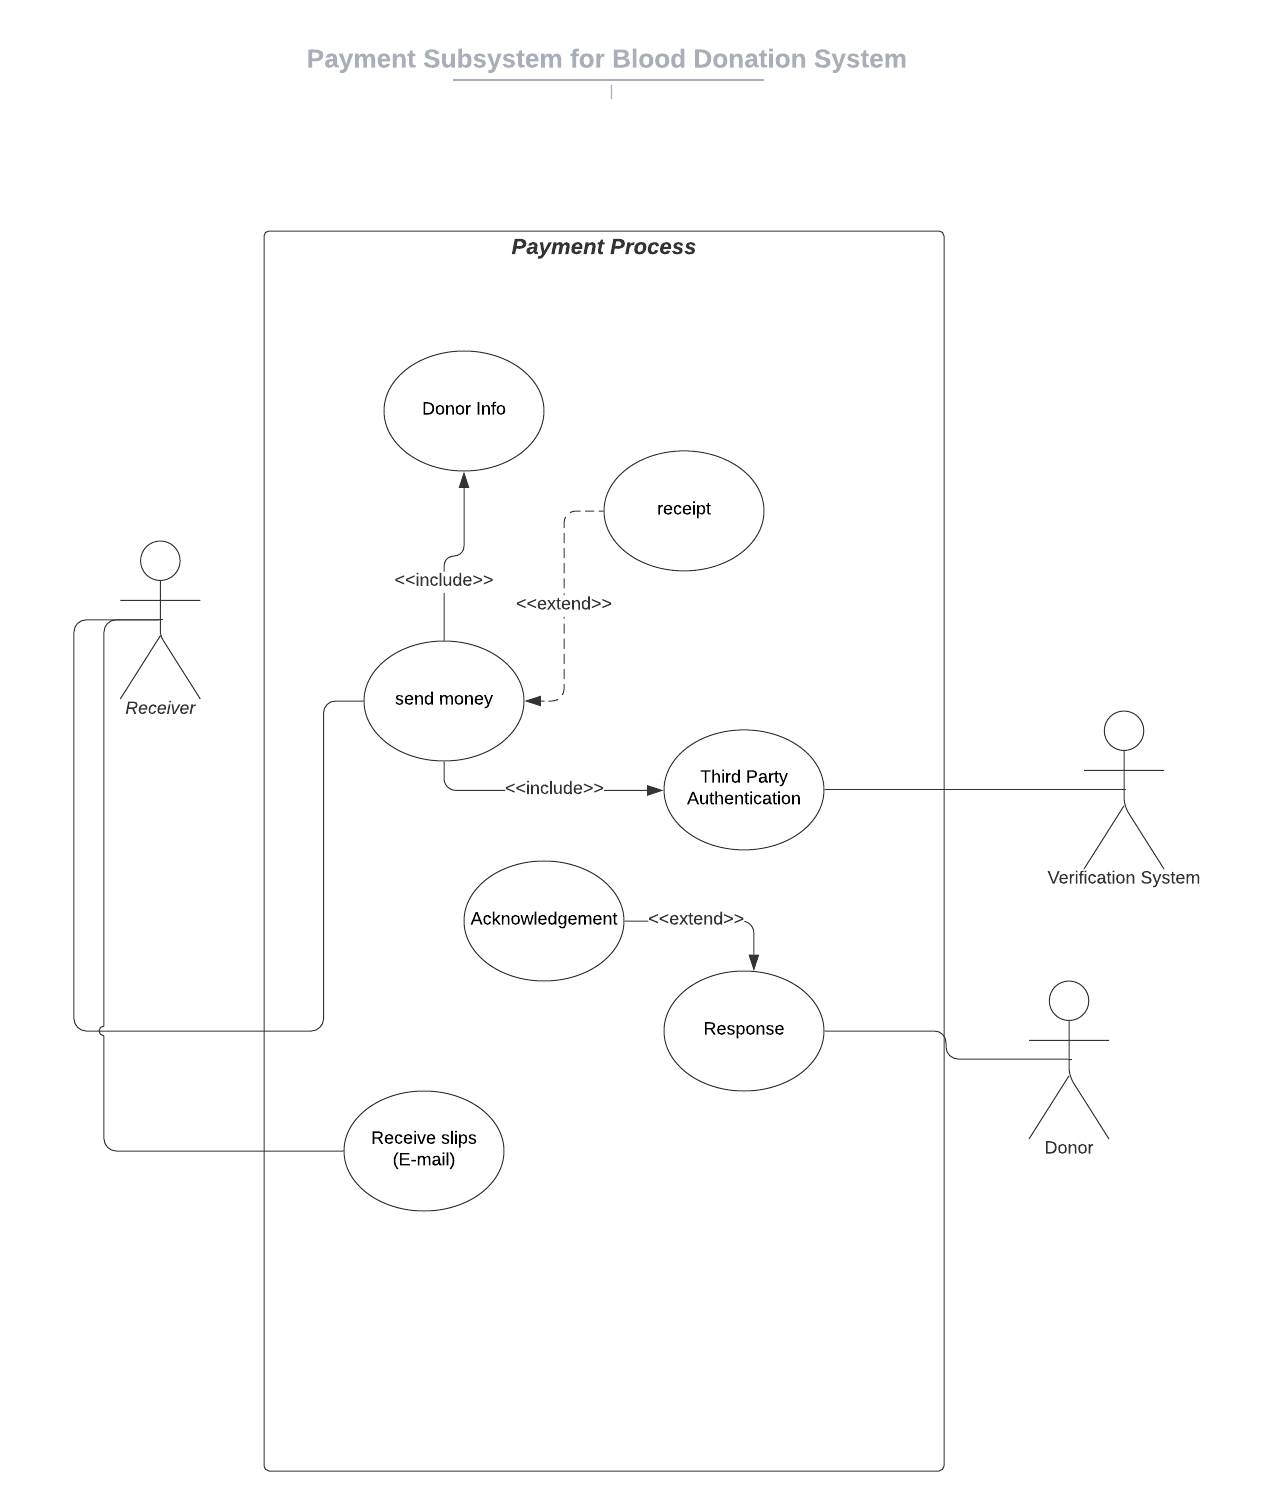 Payment Subsystem for Blood Donation System
Payment Process
Donor Info
receipt
<<include>>
<<extend>>
send money
Receiver
<<include>>
Third Party
Authentication
Verification System
Acknowledgement
<<extend>>
Response
Donor
Receive slips
(E-mail)